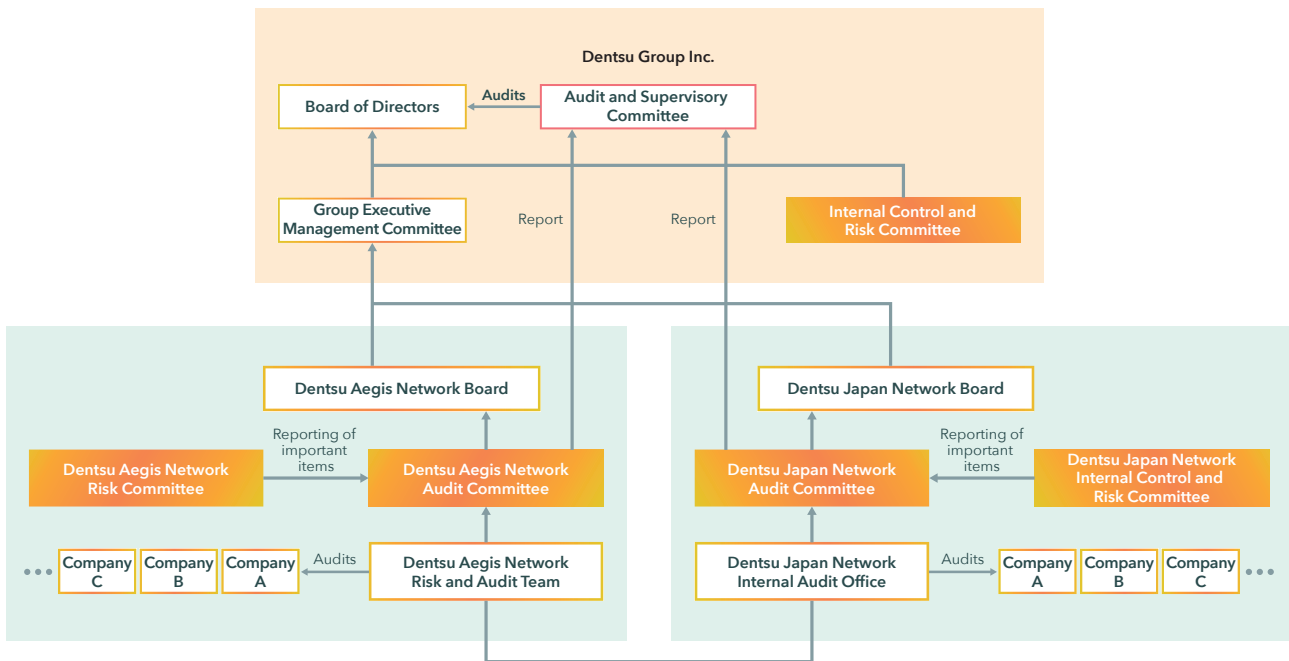 Dentsu Group Inc.
Board of Directors
Audits
Audit and Supervisory
Committee
Group Executive
Management Committee
Report
Report
Internal Control and
Risk Committee
Dentsu Aegis Network Board
Reporting of
important
items
Dentsu Aegis Network
Risk Committee
Dentsu Aegis Network
Audit Committee
Company
C
Company
B
Company
A
Audits
Dentsu Aegis Network
Risk and Audit Team
Dentsu Japan Network Board
Dentsu Japan Network
Audit Committee
Reporting of
important
items
Dentsu Japan Network
Internal Control and
Risk Committee
Dentsu Japan Network
Internal Audit Office
Audits
Company
A
Company
B
Company
C